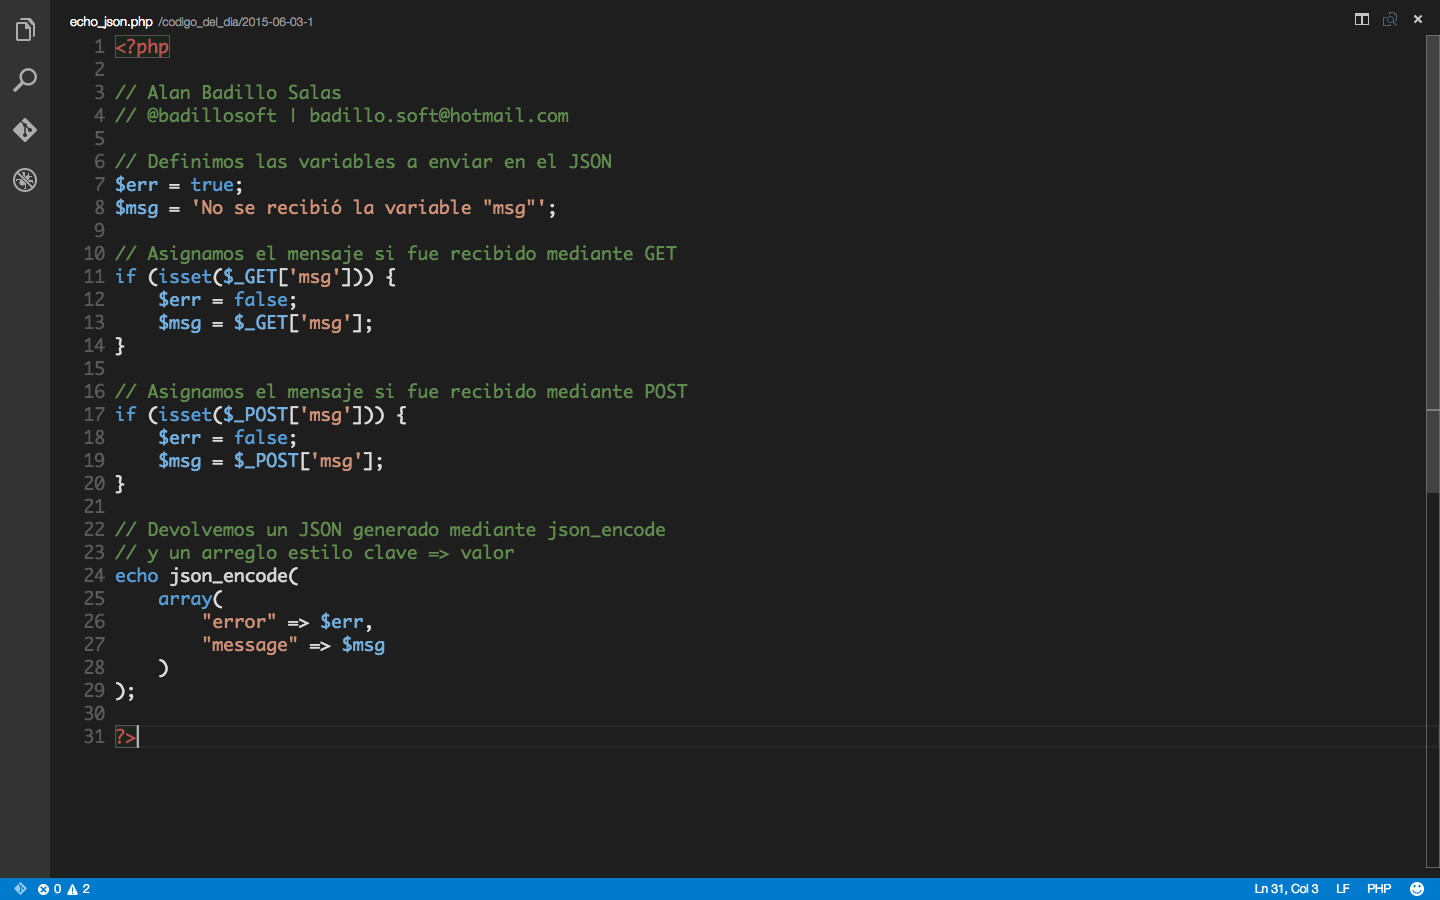 echo_json.php /codigo_del_dia/2015-06-03-1
1 <?php
2
3 // Alan Badillo Salas
4 // @badillosoft | badillo.soft@hotmail.com
5
6 // Definimos las variables a enviar en el JSON
7 $err = true;
8 $msg = 'No se recibió la variable "msg"';
9
10 // Asignamos el mensaje si fue recibido mediante GET
11 if (isset($_GET['msg'])) {
12     $err = false;
13     $msg = $_GET['msg'];
14 }
15
16 // Asignamos el mensaje si fue recibido mediante POST
17 if (isset($_POST['msg'])) {
18     $err = false;
19     $msg = $_POST['msg'];
20 }
21
22 // Devolvemos un JSON generado mediante json_encode
23 // y un arreglo estilo clave => valor
24 echo json_encode(
25     array(
26         "error" => $err,
27         "message" => $msg
28     )
29 );
30
31 ?>
0 2 Ln 31, Col 3 LF PHP